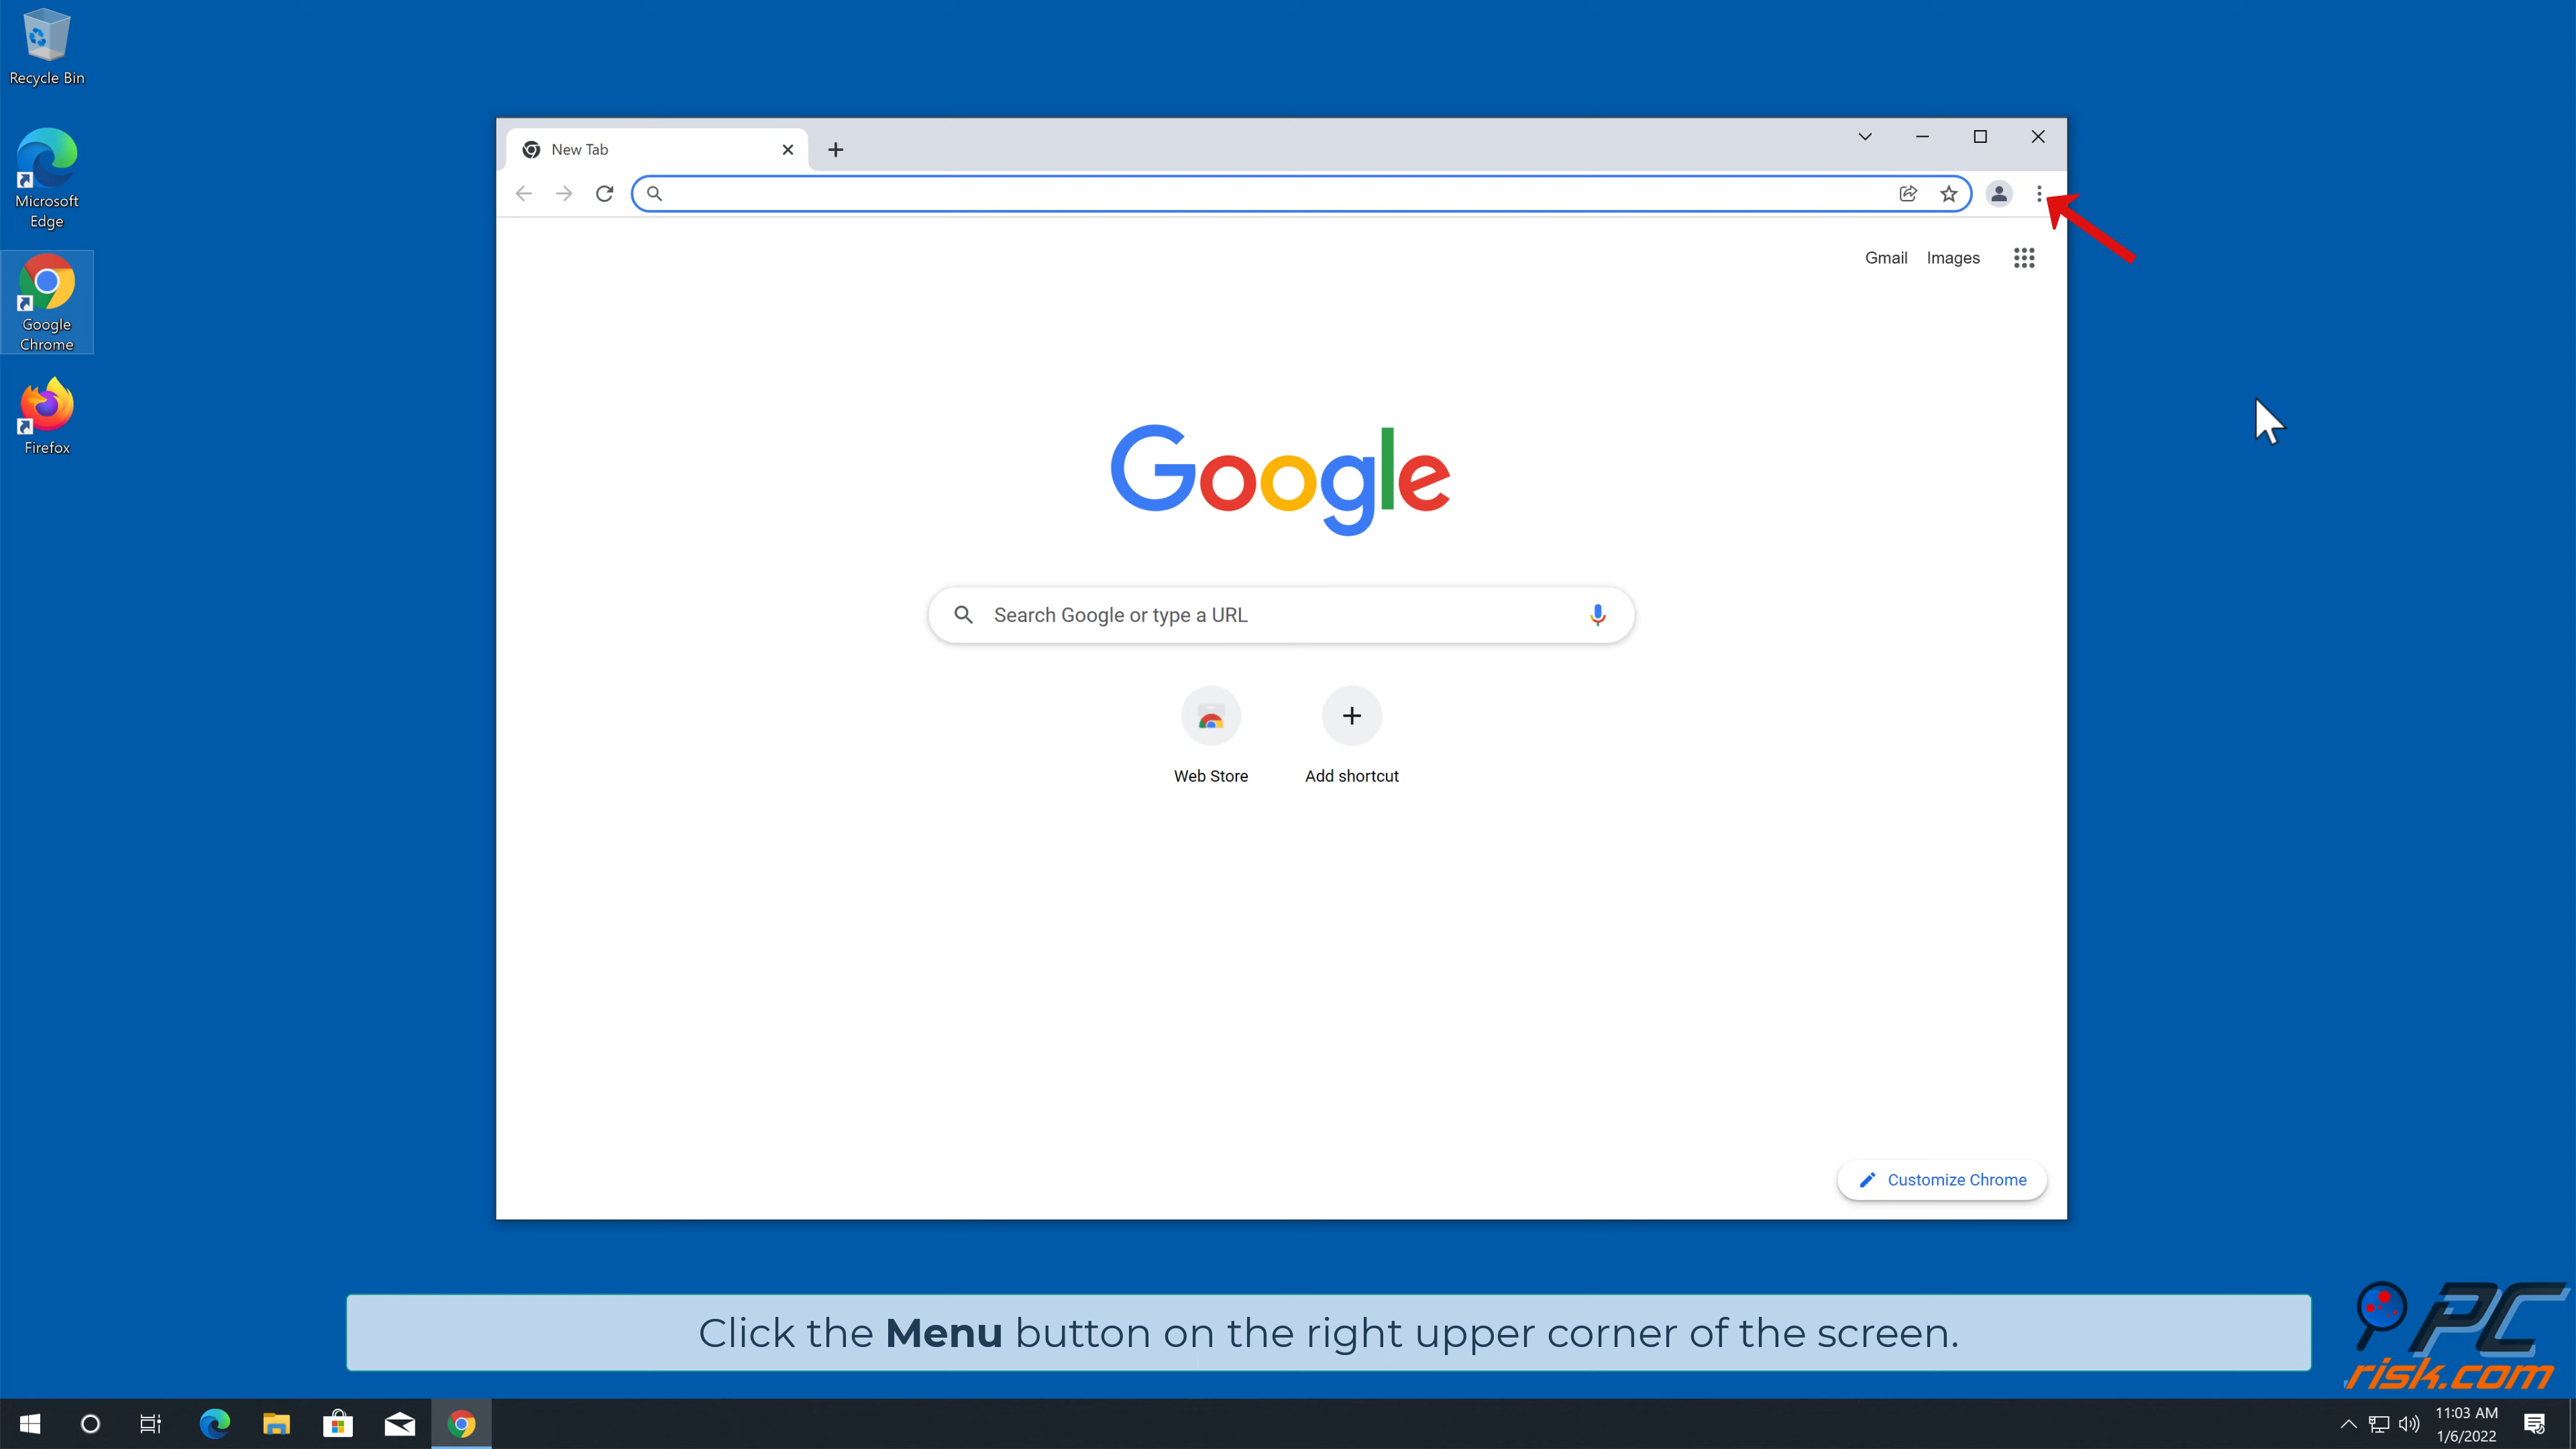 Recycle Bin
Microsoft
Edge
Google
Chrome
Firefox
New Tab
Gmail Images
Google
Search Google or type a URL
Web Store Add shortcut
Customize Chrome
Click the Menu button on the right upper corner of the screen.
PC
risk.com
11:03 AM
1/6/2022